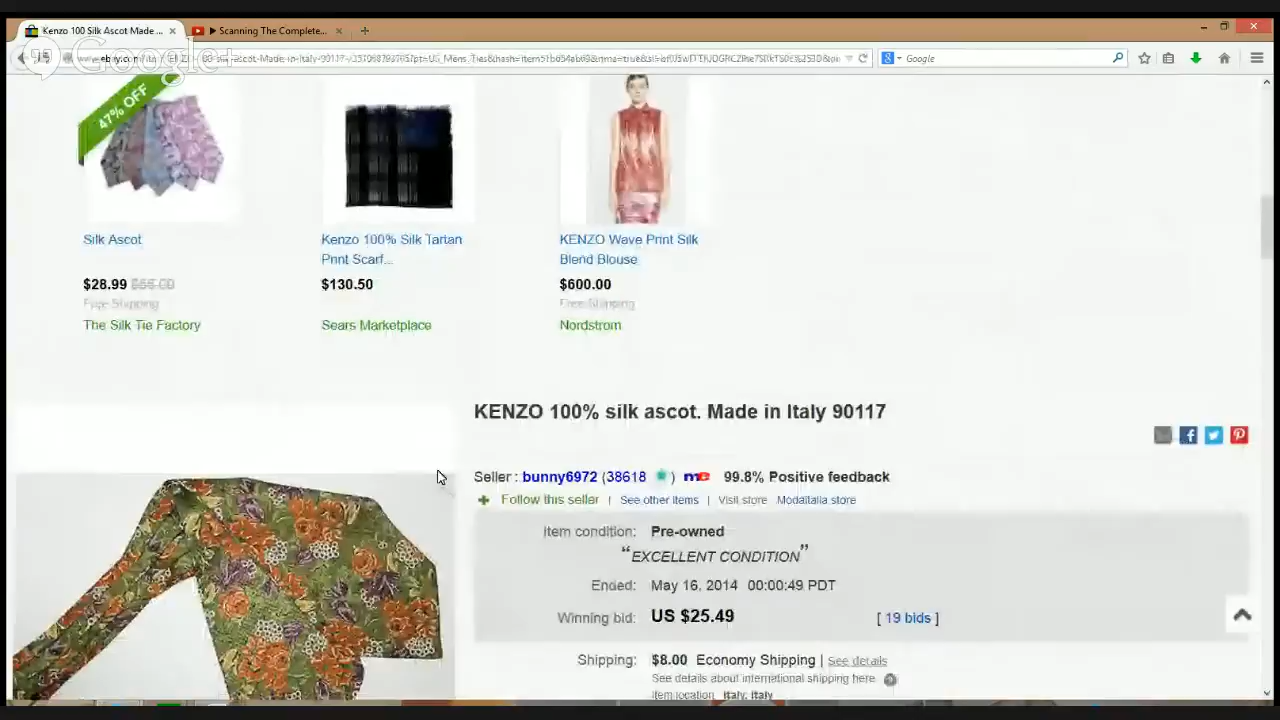 Kenzo 100 Silk Ascot Made ...
Scanning The Complete...
Google+
Google
47% OFF
Silk Ascot
Kenzo 100% Silk Tartan
Print Scarf...
KENZO Wave Print Silk
Blend Blouse
$28.99 $55.00
$130.50
$600.00
Free Shipping
Free Shipping
The Silk Tie Factory
Sears Marketplace
Nordstrom
KENZO 100% silk ascot. Made in Italy 90117
Seller : bunny6972 (38618 ) me 99.8% Positive feedback
Follow this seller | See other items | Visit store Modaitalia store
Item condition: Pre-owned
“EXCELLENT CONDITION”
Ended: May 16, 2014 00:00:49 PDT
Winning bid: US $25.49 [ 19 bids ]
Shipping: $8.00 Economy Shipping | See details
See details about international shipping here.
Item location: Italy, Italy